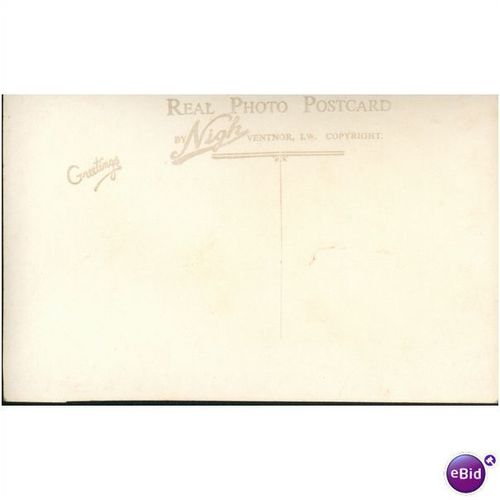 REAL PHOTO POSTCARD
BY Nigh VENTNOR, I.W. COPYRIGHT.
Greetings
eBid